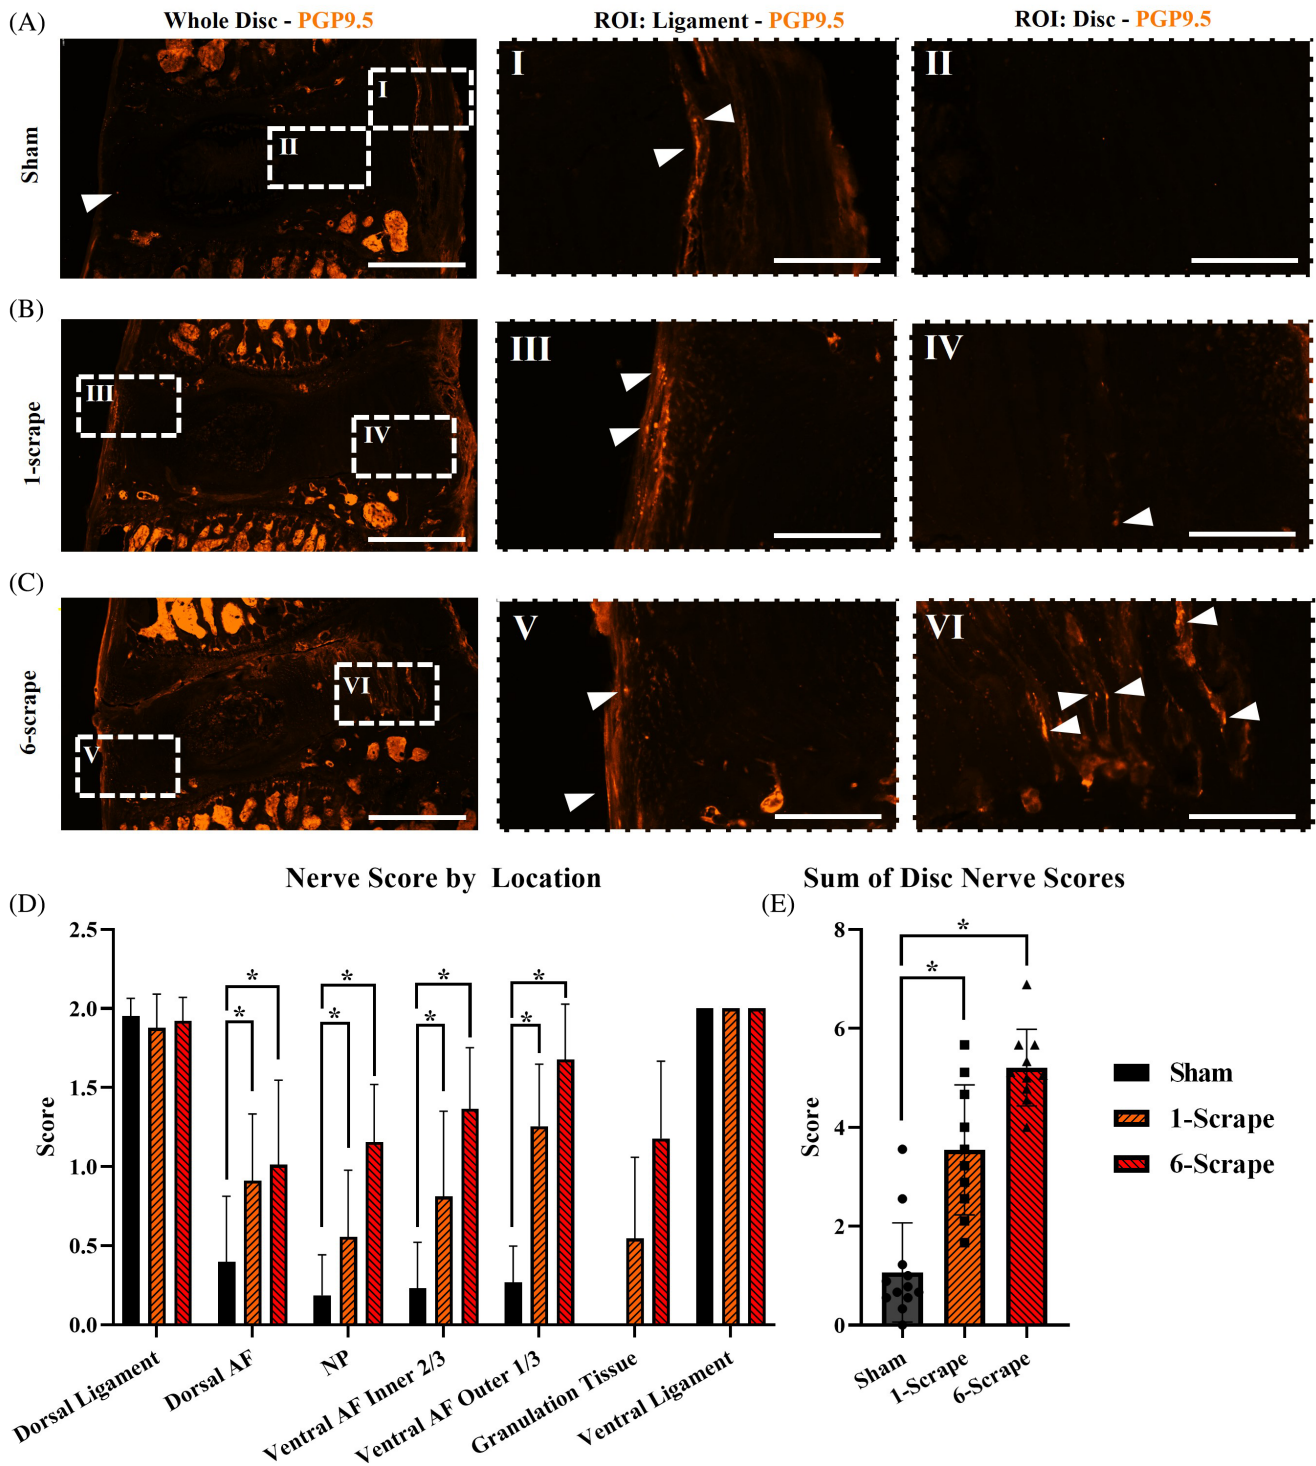 (A)
Whole Disc - PGP9.5
ROI: Ligament - PGP9.5
ROI: Disc - PGP9.5
Sham
I
II
I
II
(B)
1-scrape
III
IV
III
IV
(C)
6-scrape
V
VI
V
VI
Nerve Score by Location
Sum of Disc Nerve Scores
(D)
Score
2.5
2.0
1.5
1.0
0.5
0.0
* * * *
* * * *
Dorsal Ligament
Dorsal AF
NP
Ventral AF Inner 2/3
Ventral AF Outer 1/3
Granulation Tissue
Ventral Ligament
(E)
Score
8
6
4
2
0
*
*
Sham
1-Scrape
6-Scrape
Sham
1-Scrape
6-Scrape